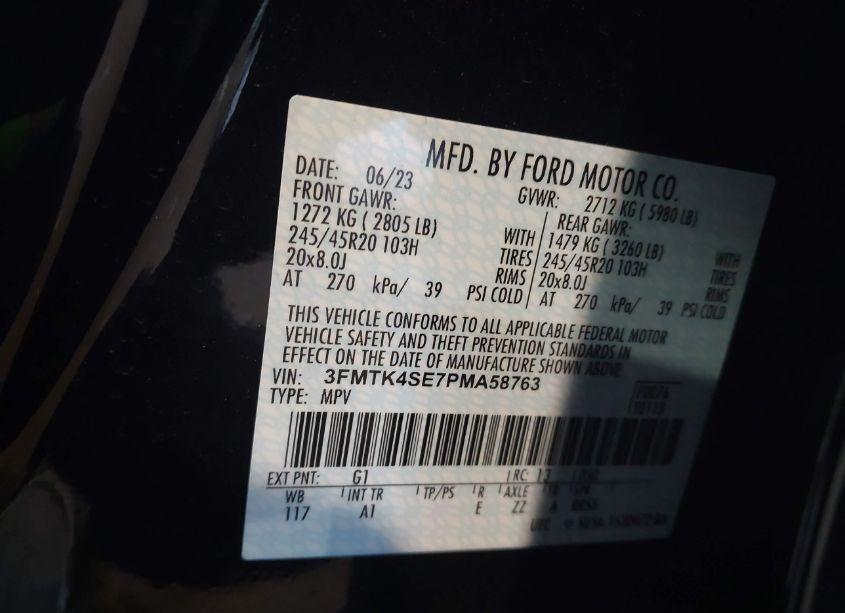 MFD. BY FORD MOTOR CO.
DATE: 06/23 GVWR: 2712 KG ( 5980 LB)
FRONT GAWR: REAR GAWR:
1272 KG ( 2805 LB) WITH 1479 KG ( 3260 LB) WITH
245/45R20 103H TIRES 245/45R20 103H TIRES
20x8.0J RIMS 20x8.0J RIMS
AT 270 kPa/ 39 PSI COLD AT 270 kPa/ 39 PSI COLD
THIS VEHICLE CONFORMS TO ALL APPLICABLE FEDERAL MOTOR
VEHICLE SAFETY AND THEFT PREVENTION STANDARDS IN
EFFECT ON THE DATE OF MANUFACTURE SHOWN ABOVE.
VIN: 3FMTK4SE7PMA58763
TYPE: MPV
T0113
EXT PNT: G1 RC: 13
WB INT TR TP/PS R AXLE
117 A1 E ZZ A
UTC